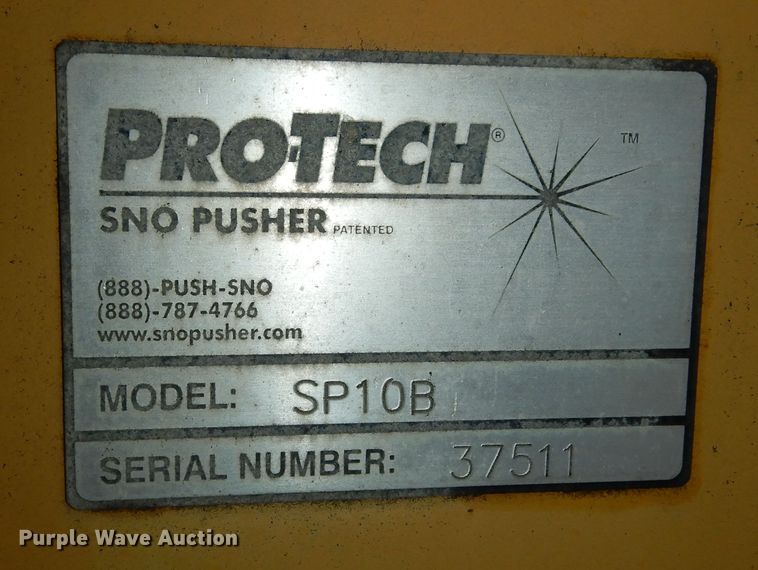 PRO-TECH®
TM
SNO PUSHER PATENTED
(888)-PUSH-SNO
(888)-787-4766
www.snopusher.com
MODEL: SP10B
SERIAL NUMBER: 37511
Purple Wave Auction